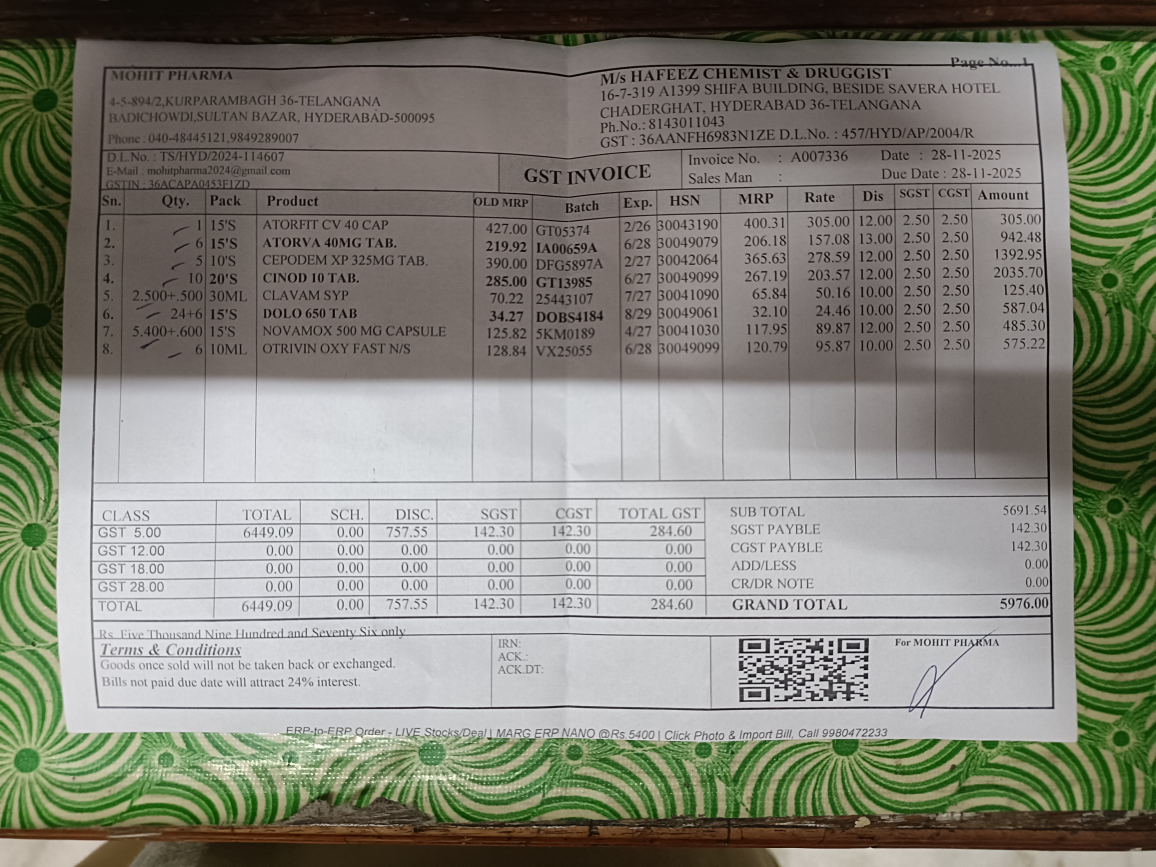 Page No...1
MOHIT PHARMA
4-5-894/2,KURPARAMBAGH 36-TELANGANA
BADICHOWDI,SULTAN BAZAR, HYDERABAD-500095
Phone : 040-48445121,9849289007
D.L.No. : TS/HYD/2024-114607
E-Mail : mohitpharma2024@gmail.com
GSTIN : 36ACAPA0453F1ZD
M/s HAFEEZ CHEMIST & DRUGGIST
16-7-319 A1399 SHIFA BUILDING, BESIDE SAVERA HOTEL
CHADERGHAT, HYDERABAD 36-TELANGANA
Ph.No.: 8143011043
GST : 36AANFH6983N1ZE D.L.No. : 457/HYD/AP/2004/R
GST INVOICE
Invoice No. : A007336 Date : 28-11-2025
Sales Man : Due Date : 28-11-2025
Sn. Qty. Pack Product OLD MRP Batch Exp. HSN MRP Rate Dis SGST CGST Amount
1. 1 15'S ATORFIT CV 40 CAP 427.00 GT05374 2/26 30043190 400.31 305.00 12.00 2.50 2.50 305.00
2. 6 15'S ATORVA 40MG TAB. 219.92 IA00659A 6/28 30049079 206.18 157.08 13.00 2.50 2.50 942.48
3. 5 10'S CEPODEM XP 325MG TAB. 390.00 DFG5897A 2/27 30042064 365.63 278.59 12.00 2.50 2.50 1392.95
4. 10 20'S CINOD 10 TAB. 285.00 GT13985 6/27 30049099 267.19 203.57 12.00 2.50 2.50 2035.70
5. 2.500+.500 30ML CLAVAM SYP 70.22 25443107 7/27 30041090 65.84 50.16 10.00 2.50 2.50 125.40
6. 24+6 15'S DOLO 650 TAB 34.27 DOBS4184 8/29 30049061 32.10 24.46 10.00 2.50 2.50 587.04
7. 5.400+.600 15'S NOVAMOX 500 MG CAPSULE 125.82 5KM0189 4/27 30041030 117.95 89.87 12.00 2.50 2.50 485.30
8. 6 10ML OTRIVIN OXY FAST N/S 128.84 VX25055 6/28 30049099 120.79 95.87 10.00 2.50 2.50 575.22
CLASS TOTAL SCH. DISC. SGST CGST TOTAL GST
GST 5.00 6449.09 0.00 757.55 142.30 142.30 284.60
GST 12.00 0.00 0.00 0.00 0.00 0.00 0.00
GST 18.00 0.00 0.00 0.00 0.00 0.00 0.00
GST 28.00 0.00 0.00 0.00 0.00 0.00 0.00
TOTAL 6449.09 0.00 757.55 142.30 142.30 284.60
SUB TOTAL 5691.54
SGST PAYBLE 142.30
CGST PAYBLE 142.30
ADD/LESS 0.00
CR/DR NOTE 0.00
GRAND TOTAL 5976.00
Rs. Five Thousand Nine Hundred and Seventy Six only
Terms & Conditions
Goods once sold will not be taken back or exchanged.
Bills not paid due date will attract 24% interest.
IRN:
ACK.:
ACK.DT:
For MOHIT PHARMA
ERP-to-ERP Order - LIVE Stocks/Deal | MARG ERP NANO @Rs.5400 | Click Photo & Import Bill, Call 9980472233